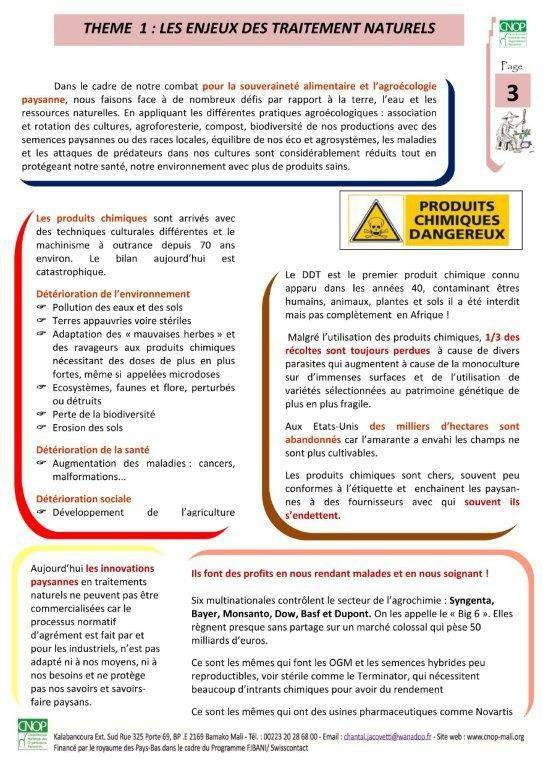 THEME 1 : LES ENJEUX DES TRAITEMENT NATURELS
CNOP
Page
3
Dans le cadre de notre combat pour la souveraineté alimentaire et l'agroécologie
paysanne, nous faisons face à de nombreux défis par rapport à la terre, l'eau et les
ressources naturelles. En appliquant les différentes pratiques agroécologiques : association
et rotation des cultures, agroforesterie, compost, biodiversité de nos productions avec des
semences paysannes ou des races locales, équilibre de nos éco et agrosystèmes, les maladies
et les attaques de prédateurs dans nos cultures sont considérablement réduits tout en
protégeant notre santé, notre environnement avec plus de produits sains.
PRODUITS
CHIMIQUES
DANGEREUX
Les produits chimiques sont arrivés avec
des techniques culturales différentes et le
machinisme à outrance depuis 70 ans
environ. Le bilan aujourd'hui est
catastrophique.
Détérioration de l'environnement
☞ Pollution des eaux et des sols
☞ Terres appauvries voire stériles
☞ Adaptation des « mauvaises herbes » et
des ravageurs aux produits chimiques
nécessitant des doses de plus en plus
fortes, même si appelées microdoses
☞ Ecosystèmes, faunes et flore, perturbés
ou détruits
☞ Perte de la biodiversité
☞ Erosion des sols
Détérioration de la santé
☞ Augmentation des maladies : cancers,
malformations...
Détérioration sociale
☞ Développement de l'agriculture
Le DDT est le premier produit chimique connu
apparu dans les années 40, contaminant êtres
humains, animaux, plantes et sols il a été interdit
mais pas complètement en Afrique !
Malgré l'utilisation des produits chimiques, 1/3 des
récoltes sont toujours perdues à cause de divers
parasites qui augmentent à cause de la monoculture
sur d'immenses surfaces et de l'utilisation de
variétés sélectionnées au patrimoine génétique de
plus en plus fragile.
Aux Etats-Unis des milliers d'hectares sont
abandonnés car l'amarante a envahi les champs ne
sont plus cultivables.
Les produits chimiques sont chers, souvent peu
conformes à l'étiquette et enchainent les paysan-
nes à des fournisseurs avec qui souvent ils
s'endettent.
Aujourd'hui les innovations
paysannes en traitements
naturels ne peuvent pas être
commercialisées car le
processus normatif
d'agrément est fait par et
pour les industriels, n'est pas
adapté ni à nos moyens, ni à
nos besoins et ne protège
pas nos savoirs et savoirs-
faire paysans.
Ils font des profits en nous rendant malades et en nous soignant !
Six multinationales contrôlent le secteur de l'agrochimie : Syngenta,
Bayer, Monsanto, Dow, Basf et Dupont. On les appelle le « Big 6 ». Elles
règnent presque sans partage sur un marché colossal qui pèse 50
milliards d'euros.
Ce sont les mêmes qui font les OGM et les semences hybrides peu
reproductibles, voir stérile comme le Terminator, qui nécessitent
beaucoup d'intrants chimiques pour avoir du rendement
Ce sont les mêmes qui ont des usines pharmaceutiques comme Novartis
CNOP
Kalabancoura Ext. Sud Rue 325 Porte 69, BP .E 2169 Bamako Mali - Tél. : 00223 20 28 68 00 - Email : chantal.jacovetti@wanadoo.fr - Site web : www.cnop-mali.org
Financé par le royaume des Pays-Bas dans le cadre du Programme FIBANI/ Swisscontact